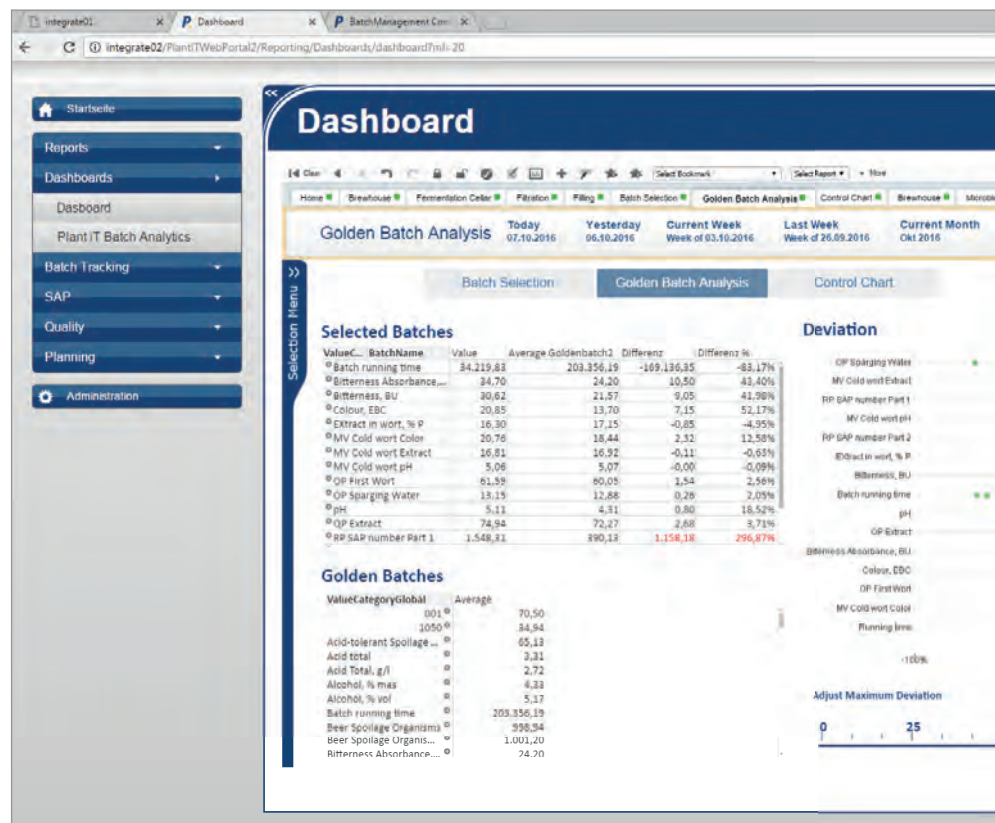 integrate02 Dashboard BatchManagement Com
integrate02/PlantITWebPortal2/Reporting/Dashboards/dashboard?mli=20
Startseite
Reports
Dashboards
Dasboard
Plant iT Batch Analytics
Batch Tracking
SAP
Quality
Planning
Administration
Dashboard
Clear Select Bookmark Select Report More
Home Brewhouse Fermentation Cellar Filtration Filling Batch Selection Golden Batch Analysis Control Chart Brewhouse
Golden Batch Analysis
Today Yesterday Current Week Last Week Current Month
07.10.2016 06.10.2016 Week of 03.10.2016 Week of 26.09.2016 Okt 2016
Selection Menu
Batch Selection Golden Batch Analysis Control Chart
Selected Batches
ValueC... BatchName Value Average Goldenbatch2 Differenz Differenz %
Batch running time 34.219,83 203.356,19 -169.136,35 -83,17%
Bitterness Absorbance,... 34,70 24,20 10,50 43,40%
Bitterness, BU 30,62 21,57 9,05 41,98%
Colour, EBC 20,85 13,70 7,15 52,17%
EXtract in wort, % P 16,30 17,15 -0,85 -4,95%
MV Cold wort Color 20,76 18,44 2,32 12,58%
MV Cold wort Extract 16,81 16,92 -0,11 -0,63%
MV Cold wort pH 5,06 5,07 -0,00 -0,09%
OP First Wort 61,59 60,05 1,54 2,56%
OP Sparging Water 13,15 12,88 0,26 2,05%
pH 5,11 4,31 0,80 18,52%
QP Extract 74,94 72,27 2,68 3,71%
RP SAP number Part 1 1.548,31 390,13 1.158,18 296,87%
Golden Batches
ValueCategoryGlobal Average
001 70,50
1050 34,94
Acid-tolerant Spoilage ... 65,13
Acid total 3,31
Acid Total, g/l 2,72
Alcohol, % mas 4,33
Alcohol, % vol 5,17
Batch running time 203.356,19
Beer Spoilage Organisms 998,94
Beer Spoilage Organis... 1.001,20
Bitterness Absorbance,... 24,20
Deviation
OP Sparging Water
MV Cold wort Extract
RP SAP number Part 1
MV Cold wort pH
RP SAP number Part 2
EXtract in wort, % P
Bitterness, BU
Batch running time
pH
OP Extract
Bitterness Absorbance, BU
Colour, EBC
OP First Wort
MV Cold wort Color
Running time
-100%
Adjust Maximum Deviation
0 25